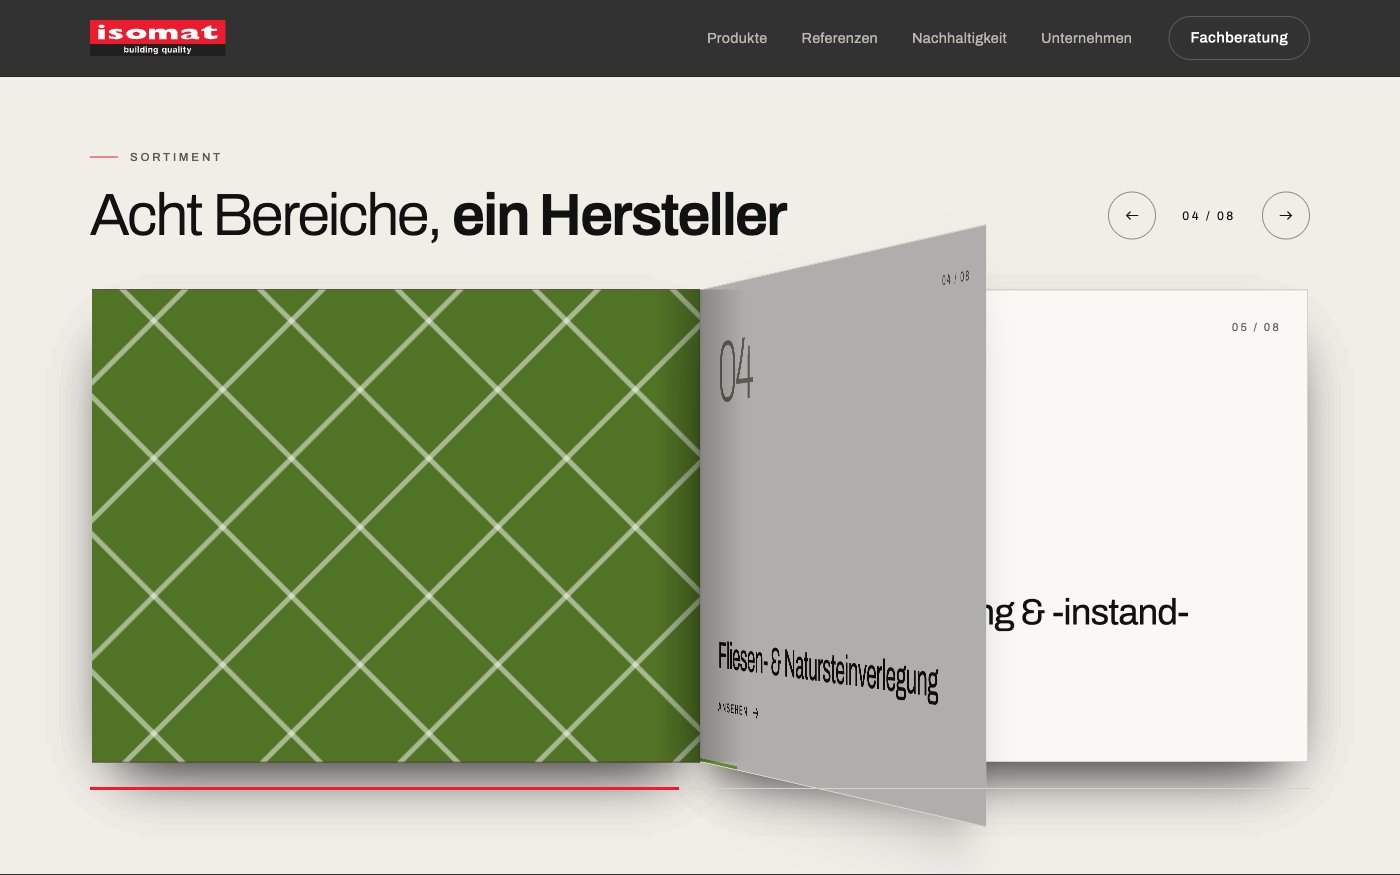 isomat
building quality
Produkte
Referenzen
Nachhaltigkeit
Unternehmen
Fachberatung
SORTIMENT
Acht Bereiche, ein Hersteller
04 / 08
04 / 08
05 / 08
04
ng & -instand-
Fliesen- & Natursteinverlegung
ANSEHEN